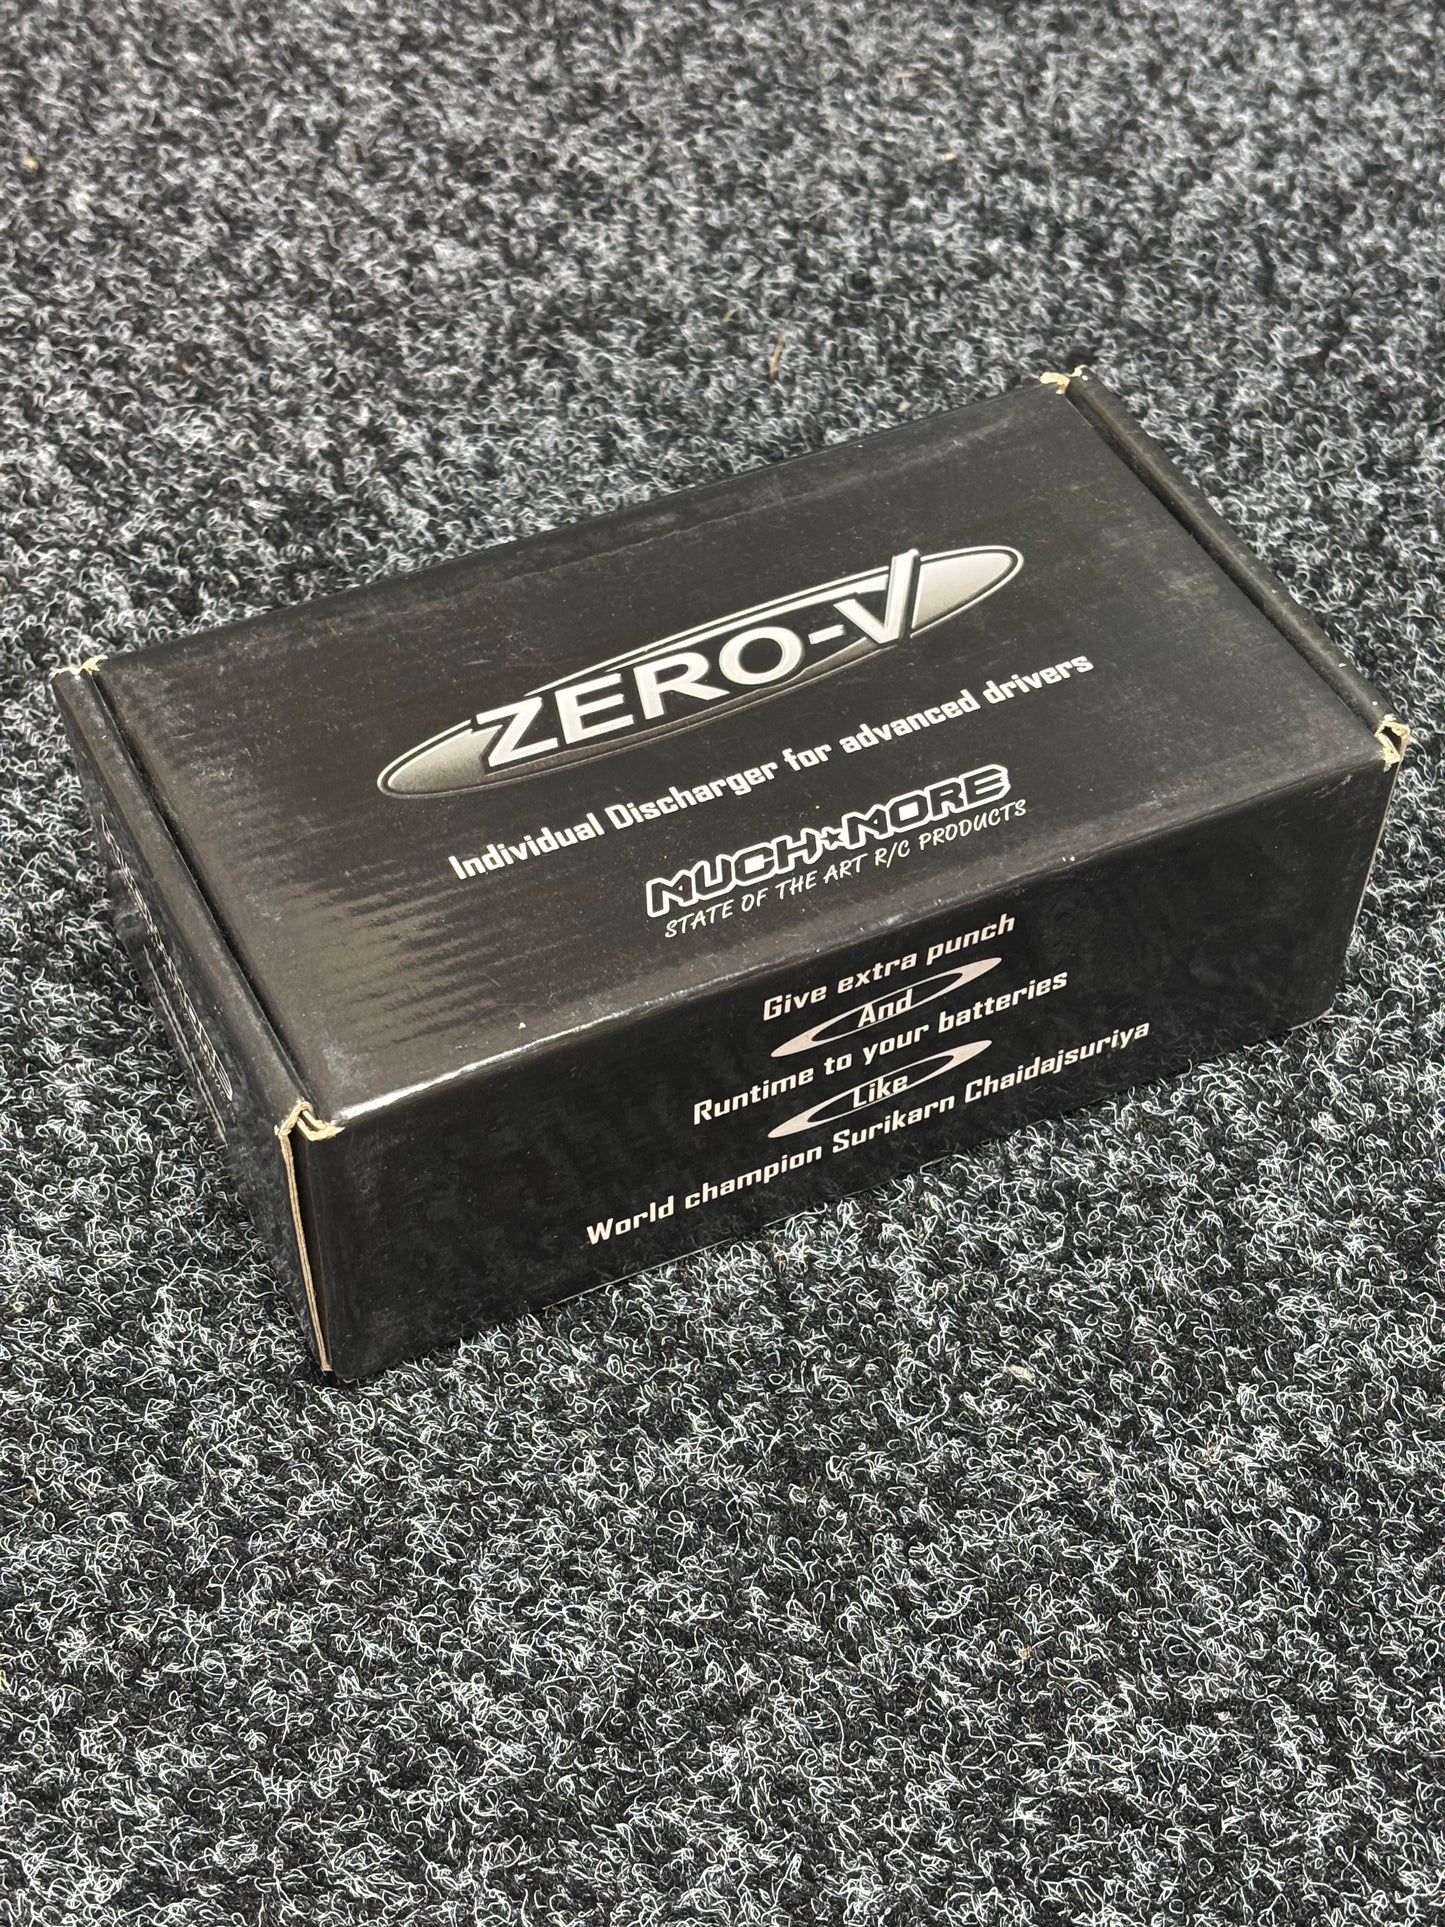 ZERO-V
Individual Discharger for advanced drivers
MUCH★MORE
STATE OF THE ART R/C PRODUCTS
Give extra punch
And
Runtime to your batteries
Like
World champion Surikarn Chaidajsuriya